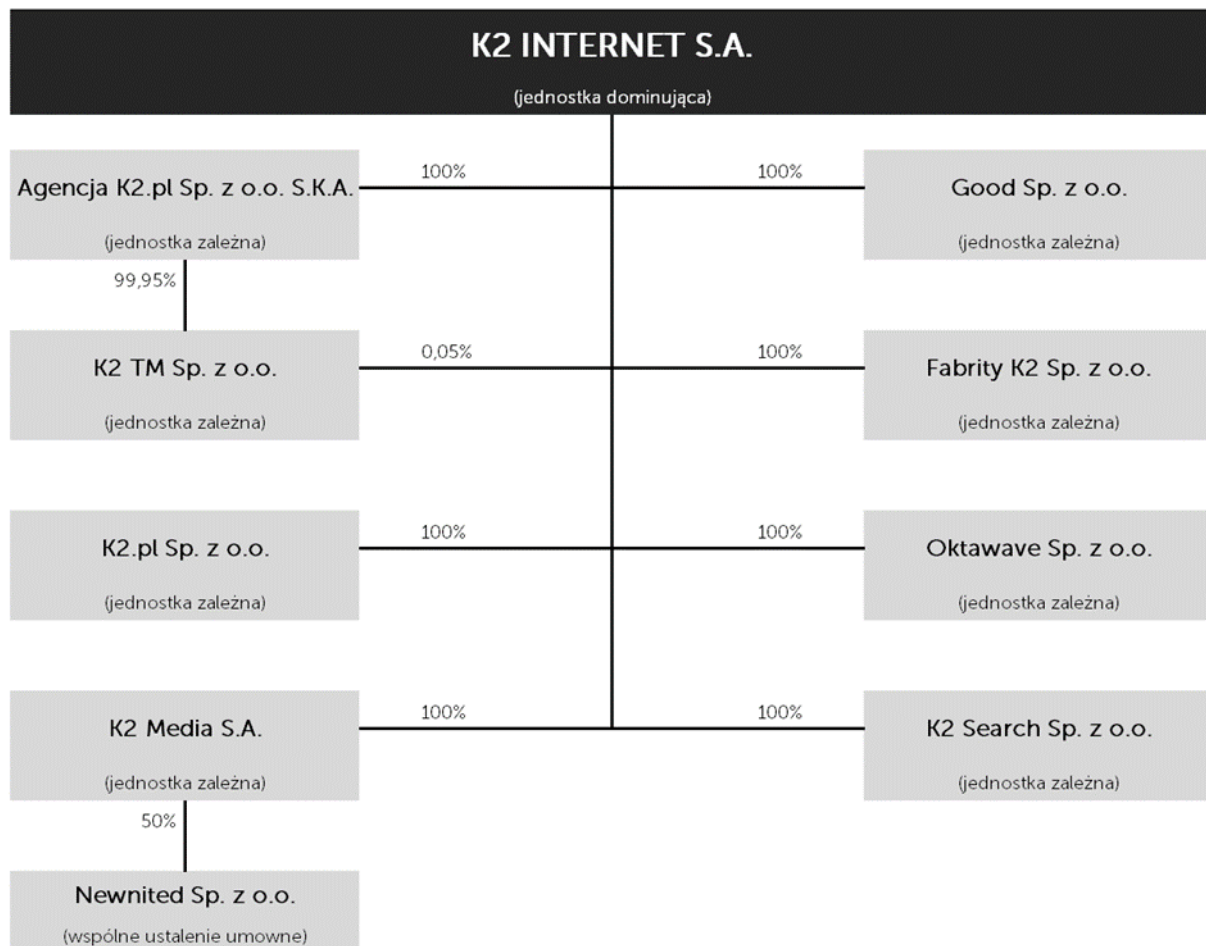 K2 INTERNET S.A.
(jednostka dominująca)
100%
100%
Agencja K2.pl Sp. z o.o. S.K.A.
(jednostka zależna)
Good Sp. z o.o.
(jednostka zależna)
99,95%
0,05%
100%
K2 TM Sp. z o.o.
(jednostka zależna)
Fabrity K2 Sp. z o.o.
(jednostka zależna)
100%
100%
K2.pl Sp. z o.o.
(jednostka zależna)
Oktawave Sp. z o.o.
(jednostka zależna)
100%
100%
K2 Media S.A.
(jednostka zależna)
K2 Search Sp. z o.o.
(jednostka zależna)
50%
Newnited Sp. z o.o.
(wspólne ustalenie umowne)